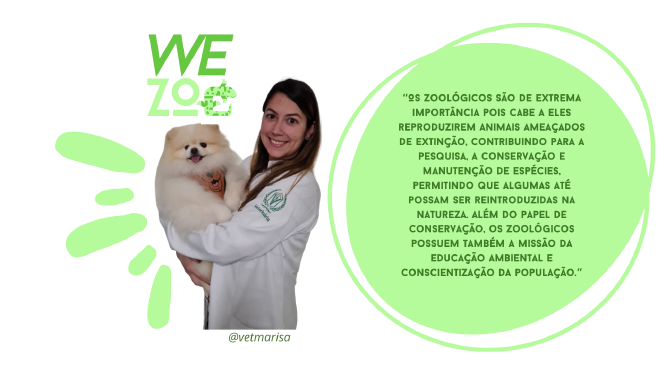 WE
ZOO
"OS ZOOLÓGICOS SÃO DE EXTREMA
IMPORTÂNCIA POIS CABE A ELES
REPRODUZIREM ANIMAIS AMEAÇADOS
DE EXTINÇÃO, CONTRIBUINDO PARA A
PESQUISA, A CONSERVAÇÃO E
MANUTENÇÃO DE ESPÉCIES,
PERMITINDO QUE ALGUMAS ATÉ
POSSAM SER REINTRODUZIDAS NA
NATUREZA. ALÉM DO PAPEL DE
CONSERVAÇÃO, OS ZOOLÓGICOS
POSSUEM TAMBÉM A MISSÃO DA
EDUCAÇÃO AMBIENTAL E
CONSCIENTIZAÇÃO DA POPULAÇÃO."
@vetmarisa